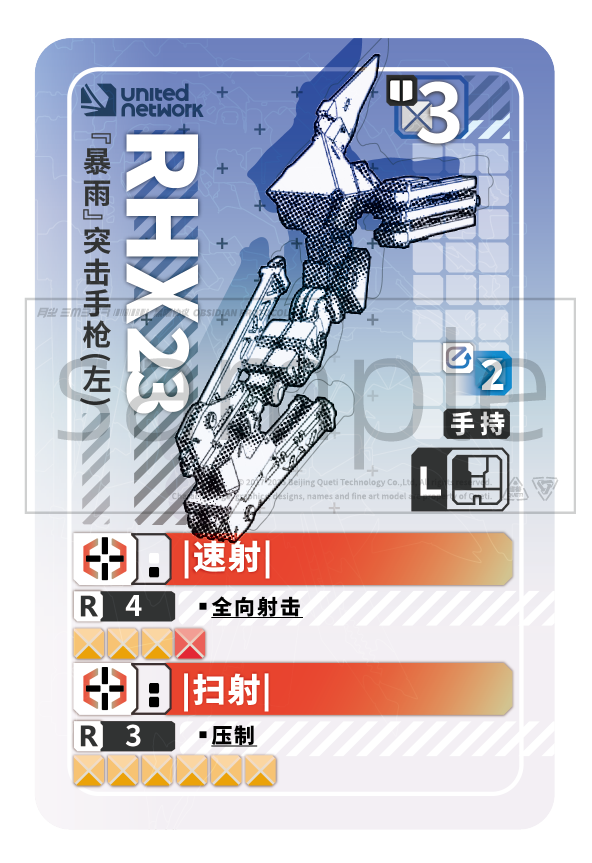 UNITED
NETWORK
3
『暴雨』突击手枪(左)
RHX23
sample
2
手持
L
|速射|
R 4
▪全向射击
|扫射|
R 3
▪压制